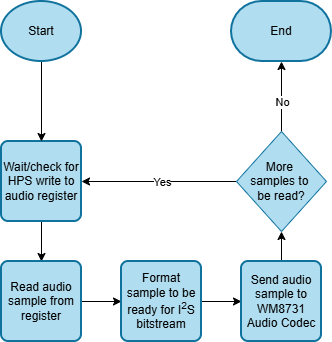 Start
End
No
Wait/check for
HPS write to
audio register
Yes
More
samples to
be read?
Read audio
sample from
register
Format
sample to be
ready for I²S
bitstream
Send audio
sample to
WM8731
Audio Codec